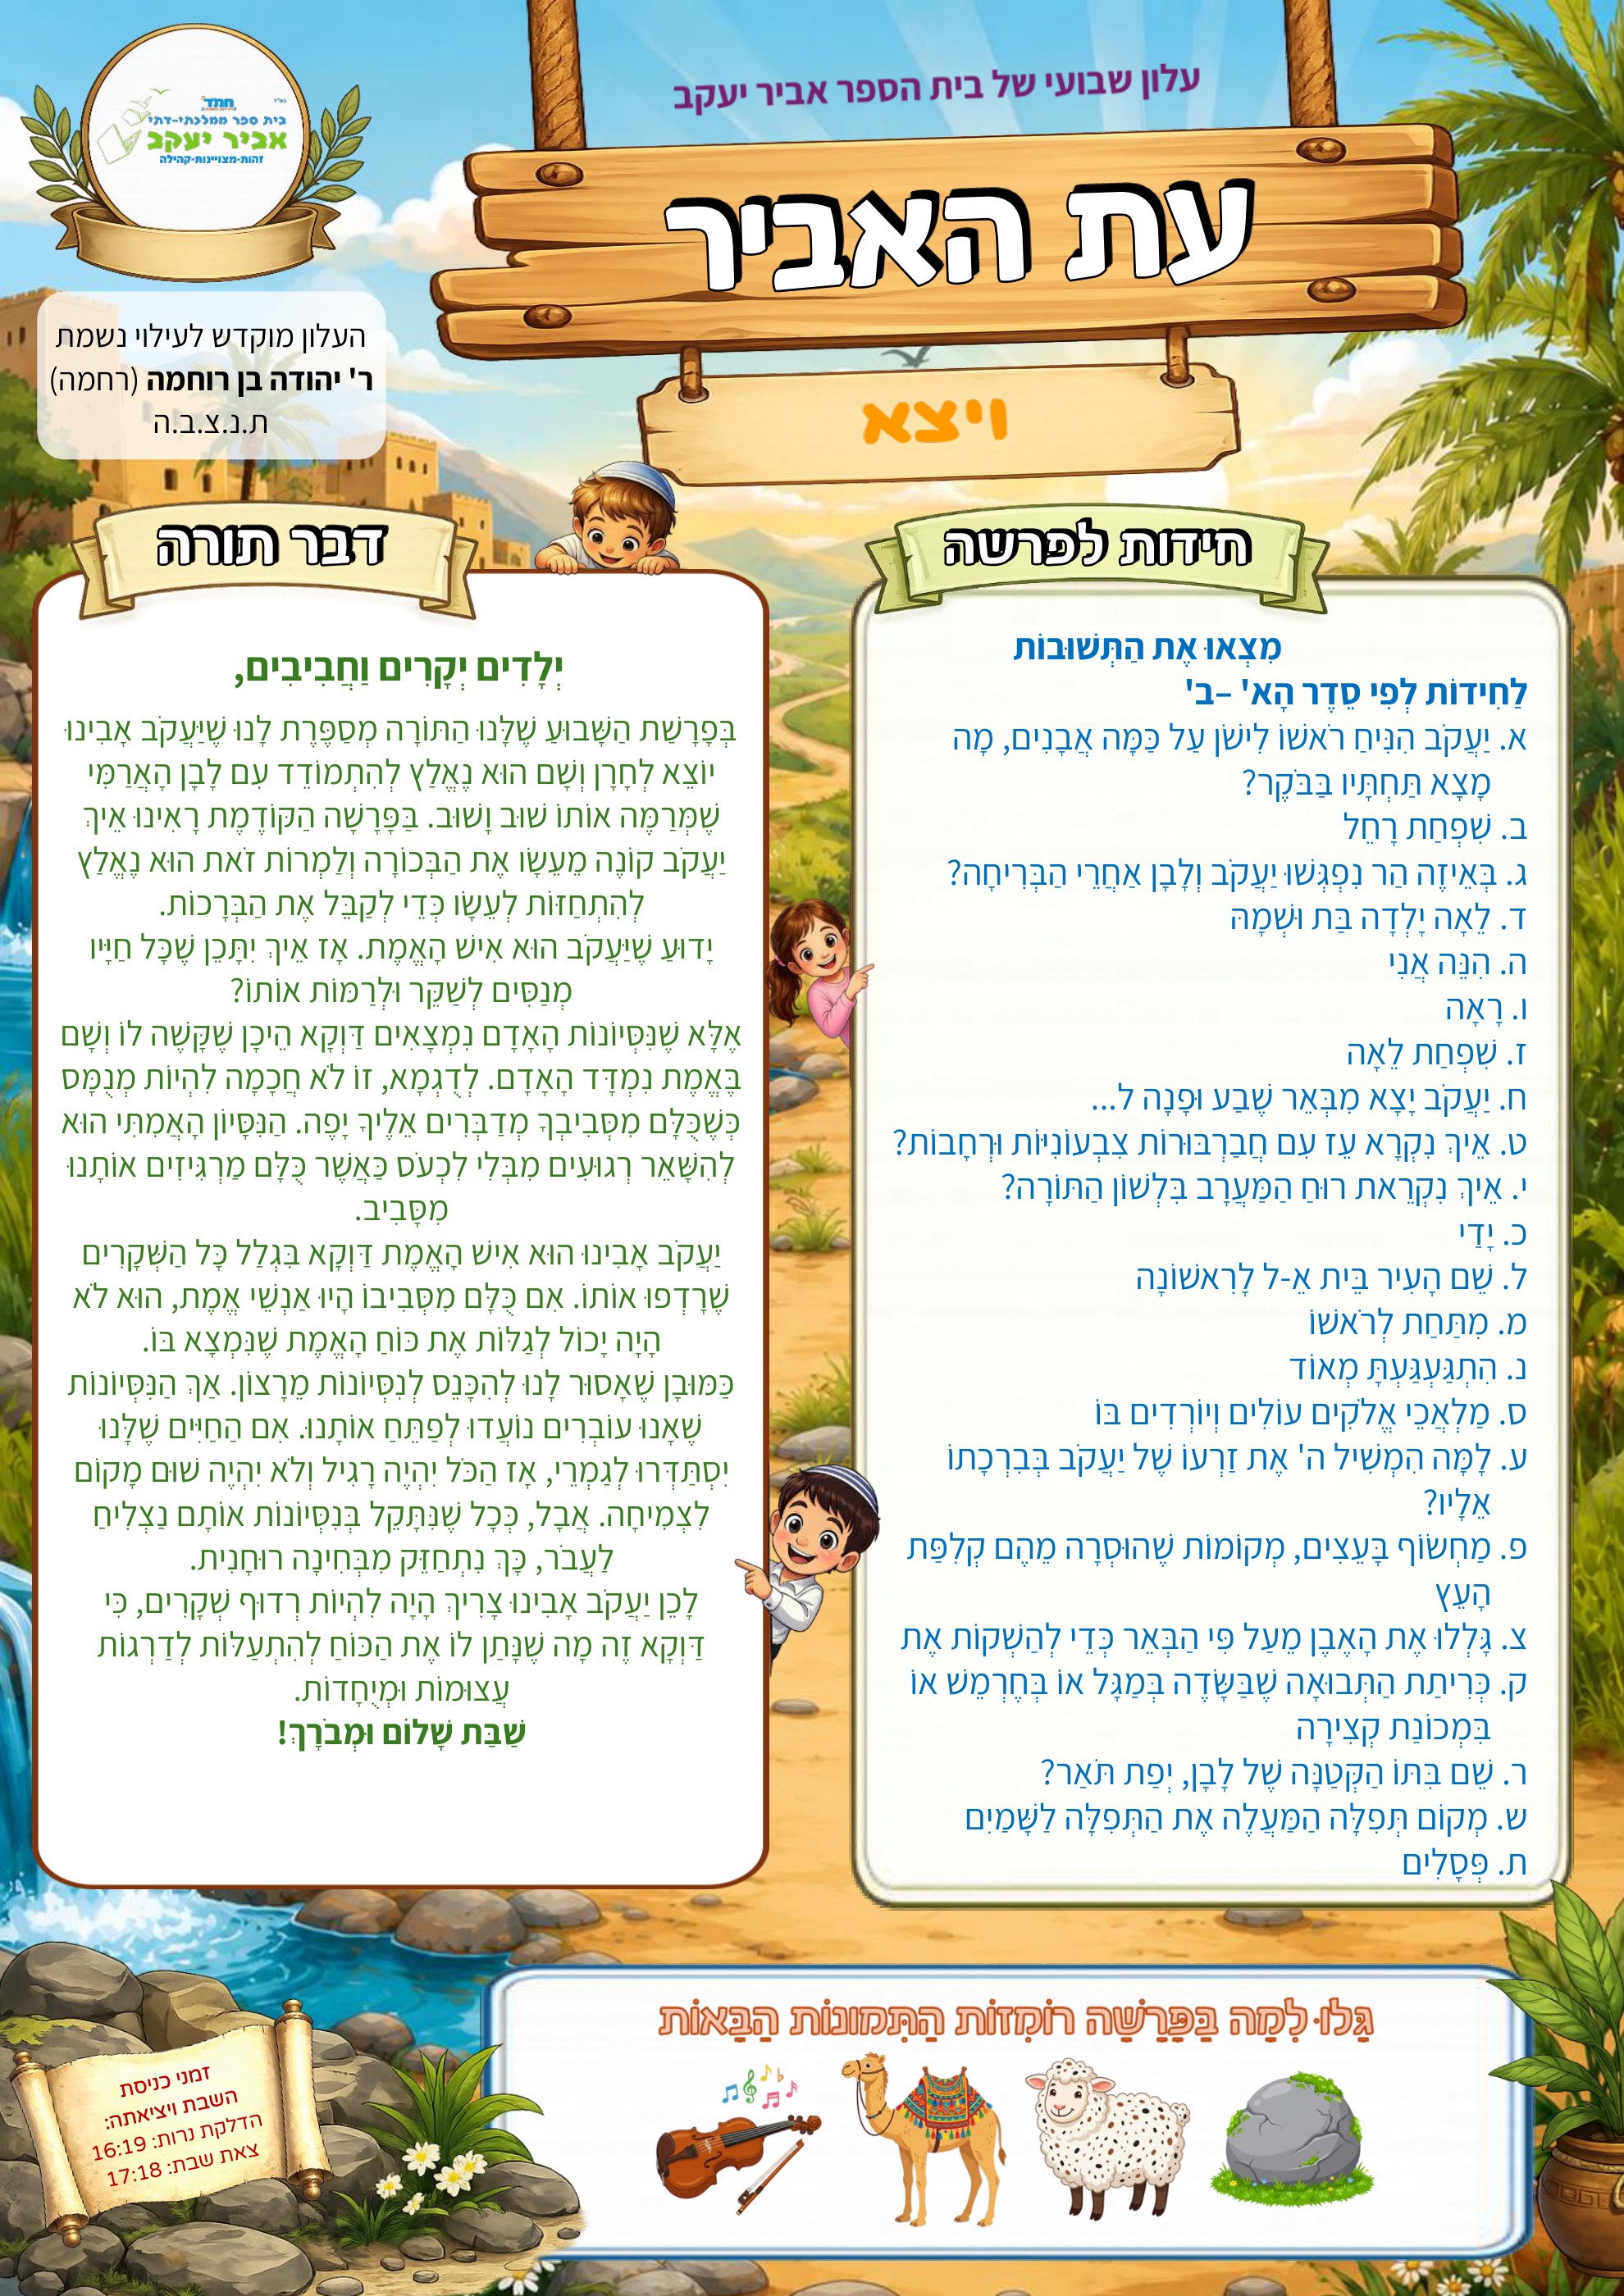 עלון שבועי של בית הספר אביר יעקב
בס"ד
חמד
בית ספר ממלכתי-דתי
אביר יעקב
זהות-מצויינות-קהילה
עת האביר
ויצא
העלון מוקדש לעילוי נשמת
ר' יהודה בן רוחמה (רחמה)
ת.נ.צ.ב.ה
חידות לפרשה
מִצְאוּ אֶת הַתְּשׁוּבוֹת
לַחִידוֹת לְפִי סֵדֶר הָא' –ב'
א. יַעֲקֹב הִנִּיחַ רֹאשׁוֹ לִישֹׁן עַל כַּמָּה אֲבָנִים, מָה
מָצָא תַּחְתָּיו בַּבֹּקֶר?
ב. שִׁפְחַת רָחֵל
ג. בְּאֵיזֶה הַר נִפְגְּשׁוּ יַעֲקֹב וְלָבָן אַחֲרֵי הַבְּרִיחָה?
ד. לֵאָה יָלְדָה בַּת וּשְׁמָהּ
ה. הִנֵּה אֲנִי
ו. רָאָה
ז. שִׁפְחַת לֵאָה
ח. יַעֲקֹב יָצָא מִבְּאֵר שֶׁבַע וּפָנָה ל...
ט. אֵיךְ נִקְרָא עֵז עִם חֲבַרְבּוּרוֹת צִבְעוֹנִיּוֹת וּרְחָבוֹת?
י. אֵיךְ נִקְרֵאת רוּחַ הַמַּעֲרָב בִּלְשׁוֹן הַתּוֹרָה?
כ. יָדַי
ל. שֵׁם הָעִיר בֵּית אֵ-ל לָרִאשׁוֹנָה
מ. מִתַּחַת לְרֹאשׁוֹ
נ. הִתְגַּעְגַּעְתָּ מְאוֹד
ס. מַלְאֲכֵי אֱלֹקִים עוֹלִים וְיוֹרְדִים בּוֹ
ע. לָמָּה הִמְשִׁיל ה' אֶת זַרְעוֹ שֶׁל יַעֲקֹב בְּבִרְכָתוֹ
אֵלָיו?
פ. מַחְשׂוֹף בָּעֵצִים, מְקוֹמוֹת שֶׁהוּסְרָה מֵהֶם קְלִפַּת
הָעֵץ
צ. גָּלְלוּ אֶת הָאֶבֶן מֵעַל פִּי הַבְּאֵר כְּדֵי לְהַשְׁקוֹת אֶת
ק. כְּרִיתַת הַתְּבוּאָה שֶׁבַּשָּׂדֶה בְּמַגָּל אוֹ בְּחֶרְמֵשׁ אוֹ
בִּמְכוֹנַת קְצִירָה
ר. שֵׁם בִּתּוֹ הַקְּטַנָּה שֶׁל לָבָן, יְפַת תֹּאַר?
ש. מְקוֹם תְּפִלָּה הַמַּעֲלֶה אֶת הַתְּפִלָּה לַשָּׁמַיִם
ת. פְּסָלִים
דבר תורה
יְלָדִים יְקָרִים וַחֲבִיבִים,
בְּפָרָשַׁת הַשָּׁבוּעַ שֶׁלָּנוּ הַתּוֹרָה מְסַפֶּרֶת לָנוּ שֶׁיַּעֲקֹב אָבִינוּ
יוֹצֵא לְחָרָן וְשָׁם הוּא נֶאֱלַץ לְהִתְמוֹדֵד עִם לָבָן הָאֲרַמִּי
שֶׁמְּרַמֶּה אוֹתוֹ שׁוּב וָשׁוּב. בַּפָּרָשָׁה הַקּוֹדֶמֶת רָאִינוּ אֵיךְ
יַעֲקֹב קוֹנֶה מֵעֵשָׂו אֶת הַבְּכוֹרָה וְלַמְרוֹת זֹאת הוּא נֶאֱלַץ
לְהִתְחַזּוֹת לְעֵשָׂו כְּדֵי לְקַבֵּל אֶת הַבְּרָכוֹת.
יָדוּעַ שֶׁיַּעֲקֹב הוּא אִישׁ הָאֱמֶת. אָז אֵיךְ יִתָּכֵן שֶׁכָּל חַיָּיו
מְנַסִּים לְשַׁקֵּר וּלְרַמּוֹת אוֹתוֹ?
אֶלָּא שֶׁנִּסְיוֹנוֹת הָאָדָם נִמְצָאִים דַּוְקָא הֵיכָן שֶׁקָּשֶׁה לוֹ וְשָׁם
בֶּאֱמֶת נִמְדָּד הָאָדָם. לְדֻגְמָא, זוֹ לֹא חָכְמָה לִהְיוֹת מְנֻמָּס
כְּשֶׁכֻּלָּם מִסְּבִיבְךָ מְדַבְּרִים אֵלֶיךָ יָפֶה. הַנִּסָּיוֹן הָאֲמִתִּי הוּא
לְהִשָּׁאֵר רְגוּעִים מִבְּלִי לִכְעֹס כַּאֲשֶׁר כֻּלָּם מַרְגִּיזִים אוֹתָנוּ
מִסָּבִיב.
יַעֲקֹב אָבִינוּ הוּא אִישׁ הָאֱמֶת דַּוְקָא בִּגְלַל כָּל הַשְּׁקָרִים
שֶׁרָדְפוּ אוֹתוֹ. אִם כֻּלָּם מִסְּבִיבוֹ הָיוּ אַנְשֵׁי אֱמֶת, הוּא לֹא
הָיָה יָכוֹל לְגַלּוֹת אֶת כּוֹחַ הָאֱמֶת שֶׁנִּמְצָא בּוֹ.
כַּמּוּבָן שֶׁאָסוּר לָנוּ לְהִכָּנֵס לְנִסְיוֹנוֹת מֵרָצוֹן. אַךְ הַנִּסְיוֹנוֹת
שֶׁאָנוּ עוֹבְרִים נוֹעֲדוּ לְפַתֵּחַ אוֹתָנוּ. אִם הַחַיִּים שֶׁלָּנוּ
יִסְתַּדְּרוּ לְגַמְרֵי, אָז הַכֹּל יִהְיֶה רָגִיל וְלֹא יִהְיֶה שׁוּם מָקוֹם
לִצְמִיחָה. אֲבָל, כְּכָל שֶׁנִּתָּקֵל בְּנִסְיוֹנוֹת אוֹתָם נַצְלִיחַ
לַעֲבֹר, כָּךְ נִתְחַזֵּק מִבְּחִינָה רוּחָנִית.
לָכֵן יַעֲקֹב אָבִינוּ צָרִיךְ הָיָה לִהְיוֹת רְדוּף שְׁקָרִים, כִּי
דַּוְקָא זֶה מָה שֶׁנָּתַן לוֹ אֶת הַכּוֹחַ לְהִתְעַלּוֹת לְדַרְגוֹת
עֲצוּמוֹת וּמְיֻחָדוֹת.
שַׁבַּת שָׁלוֹם וּמְבֹרָךְ!
גַּלּוּ לְמָה בַּפָּרָשָׁה רוֹמְזוֹת הַתְּמוּנוֹת הַבָּאוֹת
זמני כניסת
השבת ויציאתה:
הדלקת נרות: 16:19
צאת שבת: 17:18